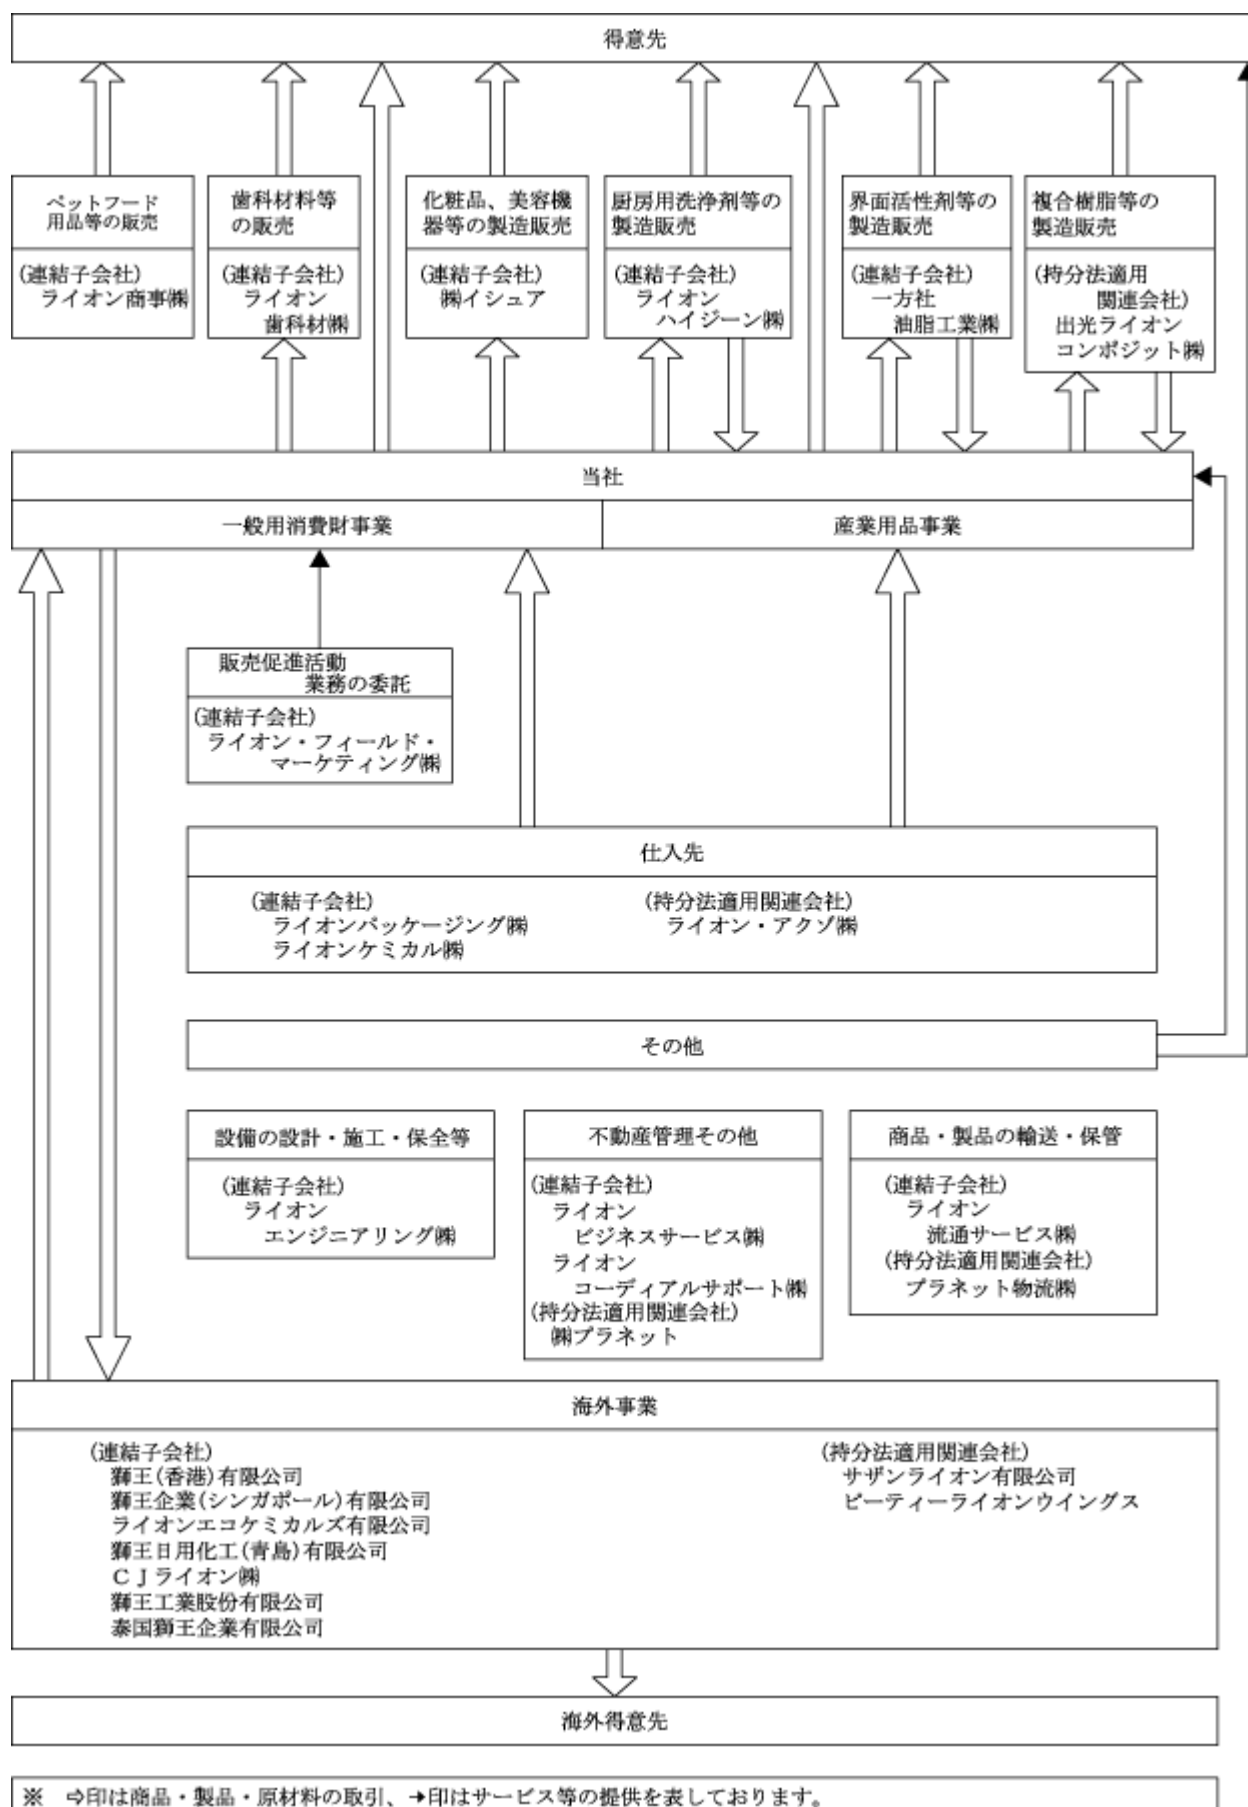 得意先
ペットフード
用品等の販売
(連結子会社)
ライオン商事㈱
歯科材料等
の販売
(連結子会社)
ライオン
歯科材㈱
化粧品、美容機
器等の製造販売
(連結子会社)
㈱イシュア
厨房用洗浄剤等の
製造販売
(連結子会社)
ライオン
ハイジーン㈱
界面活性剤等の
製造販売
(連結子会社)
一方社
油脂工業㈱
複合樹脂等の
製造販売
(持分法適用
関連会社)
出光ライオン
コンポジット㈱
当社
一般用消費財事業
産業用品事業
販売促進活動
業務の委託
(連結子会社)
ライオン・フィールド・
マーケティング㈱
仕入先
(連結子会社)
ライオンパッケージング㈱
ライオンケミカル㈱
(持分法適用関連会社)
ライオン・アクゾ㈱
その他
設備の設計・施工・保全等
(連結子会社)
ライオン
エンジニアリング㈱
不動産管理その他
(連結子会社)
ライオン
ビジネスサービス㈱
ライオン
コーディアルサポート㈱
(持分法適用関連会社)
㈱プラネット
商品・製品の輸送・保管
(連結子会社)
ライオン
流通サービス㈱
(持分法適用関連会社)
プラネット物流㈱
海外事業
(連結子会社)
獅王(香港)有限公司
獅王企業(シンガポール)有限公司
ライオンエコケミカルズ有限公司
獅王日用化工(青島)有限公司
ＣＪライオン㈱
獅王工業股份有限公司
泰国獅王企業有限公司
(持分法適用関連会社)
サザンライオン有限公司
ピーティーライオンウイングス
海外得意先
※　⇨印は商品・製品・原材料の取引、→印はサービス等の提供を表しております。